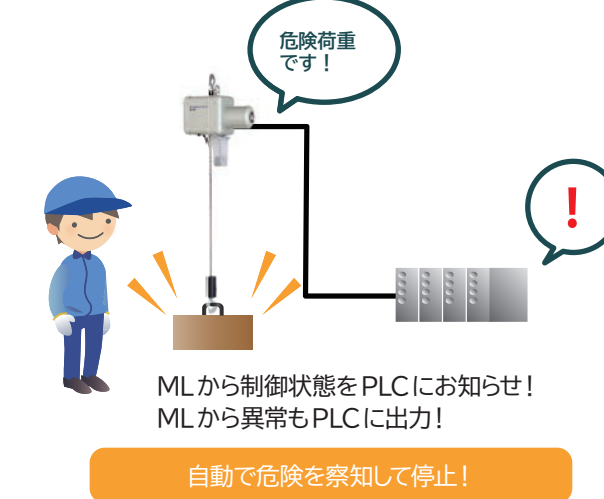 危険荷重
です！
！
MLから制御状態をPLCにお知らせ！
MLから異常もPLCに出力！
自動で危険を察知して停止！